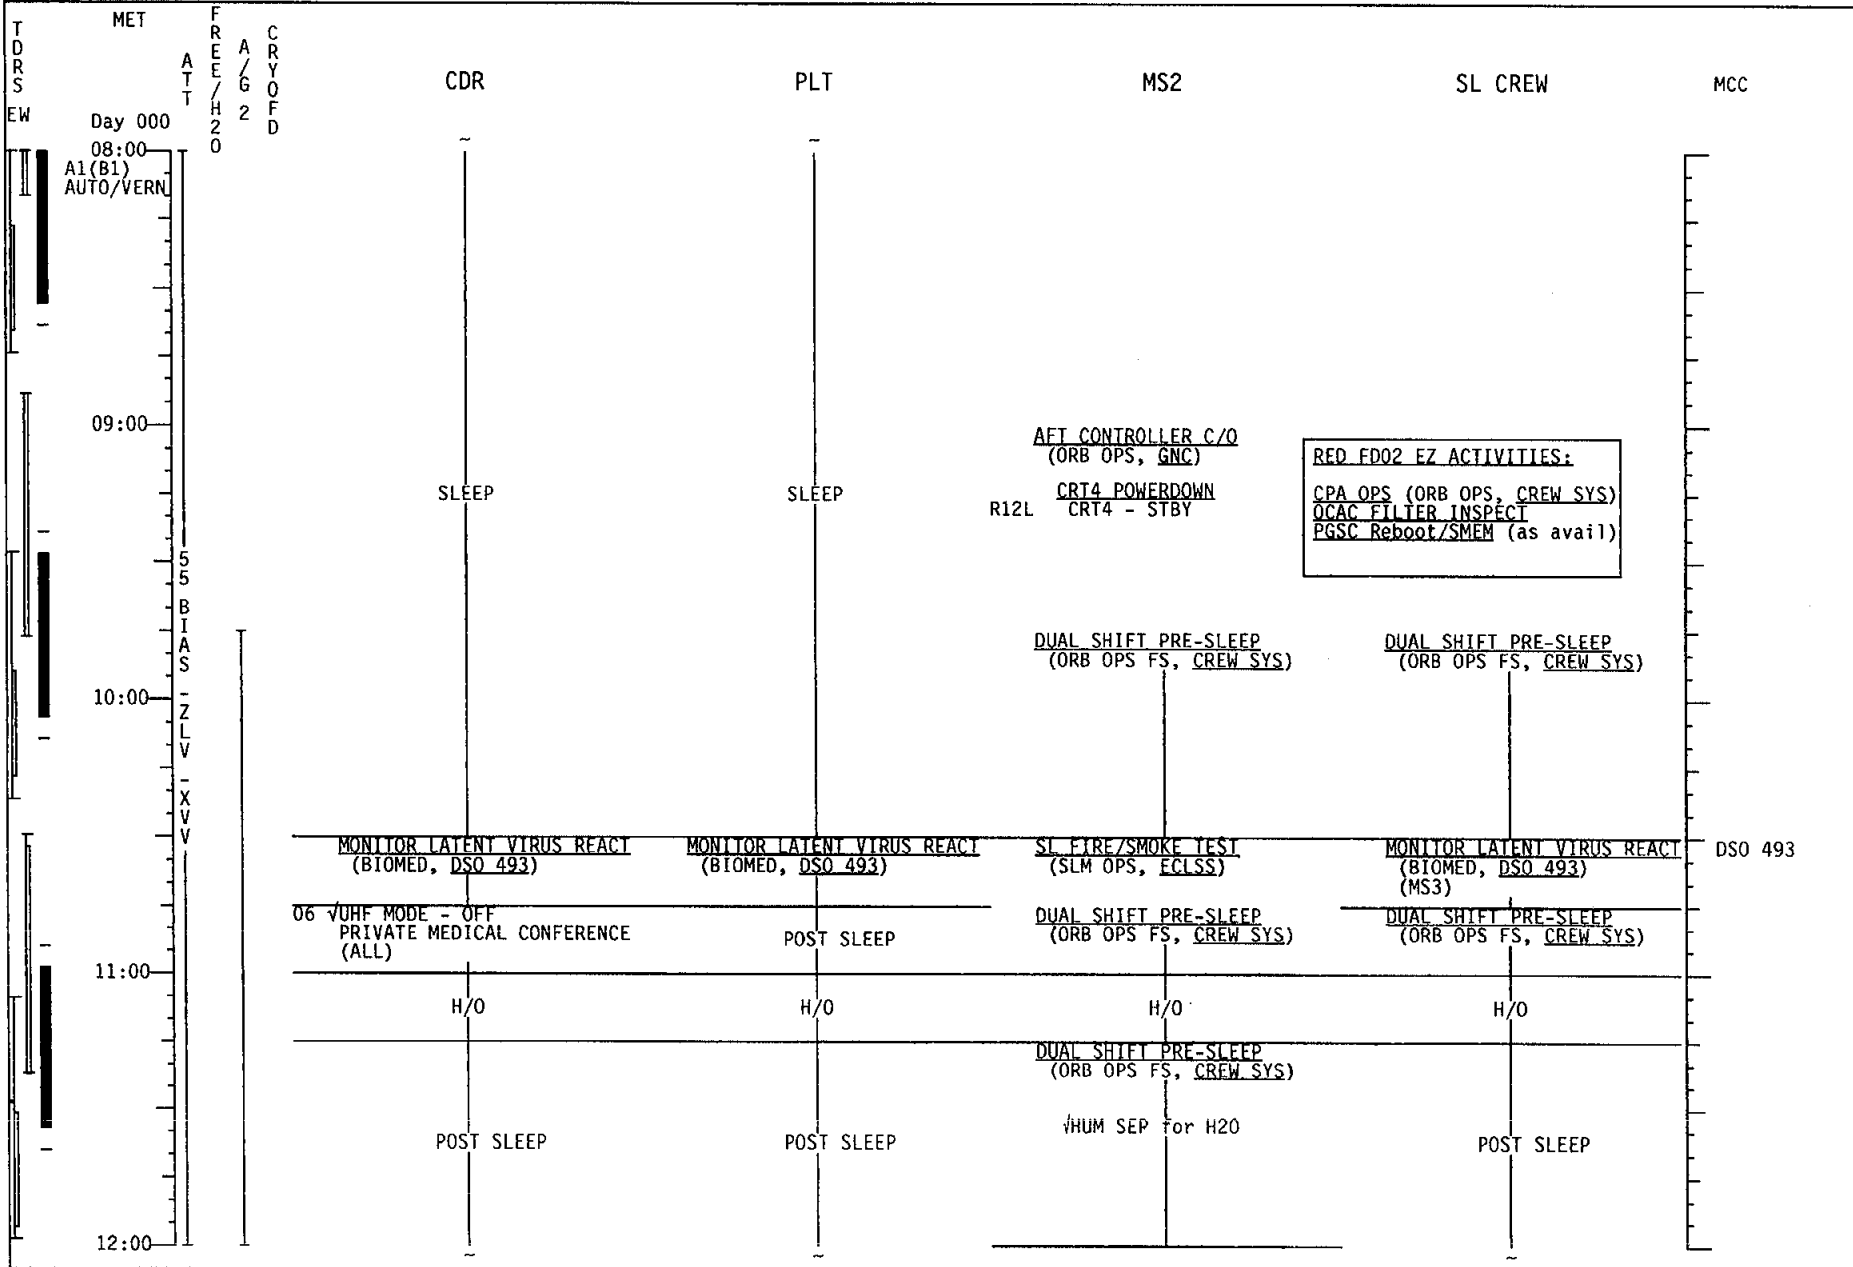 TDRS
MET
ATT
FREE/H2O
A/G 2
CRYOFD
CDR
PLT
MS2
SL CREW
MCC
EW
Day 000
08:00
~
~
A1(B1)
AUTO/VERN
09:00
AFT CONTROLLER C/O
(ORB OPS, GNC)
RED FD02 EZ ACTIVITIES:
SLEEP
SLEEP
CRT4 POWERDOWN
R12L CRT4 - STBY
CPA OPS (ORB OPS, CREW SYS)
OCAC FILTER INSPECT
PGSC Reboot/SMEM (as avail)
55 BIAS -ZLV -XVV
DUAL SHIFT PRE-SLEEP
(ORB OPS FS, CREW SYS)
DUAL SHIFT PRE-SLEEP
(ORB OPS FS, CREW SYS)
10:00
MONITOR LATENT VIRUS REACT
(BIOMED, DSO 493)
MONITOR LATENT VIRUS REACT
(BIOMED, DSO 493)
SL FIRE/SMOKE TEST
(SLM OPS, ECLSS)
MONITOR LATENT VIRUS REACT
(BIOMED, DSO 493)
(MS3)
DSO 493
06 √UHF MODE - OFF
PRIVATE MEDICAL CONFERENCE
(ALL)
POST SLEEP
DUAL SHIFT PRE-SLEEP
(ORB OPS FS, CREW SYS)
DUAL SHIFT PRE-SLEEP
(ORB OPS FS, CREW SYS)
11:00
H/O
H/O
H/O
H/O
DUAL SHIFT PRE-SLEEP
(ORB OPS FS, CREW SYS)
√HUM SEP for H20
POST SLEEP
POST SLEEP
POST SLEEP
12:00
~
~
~